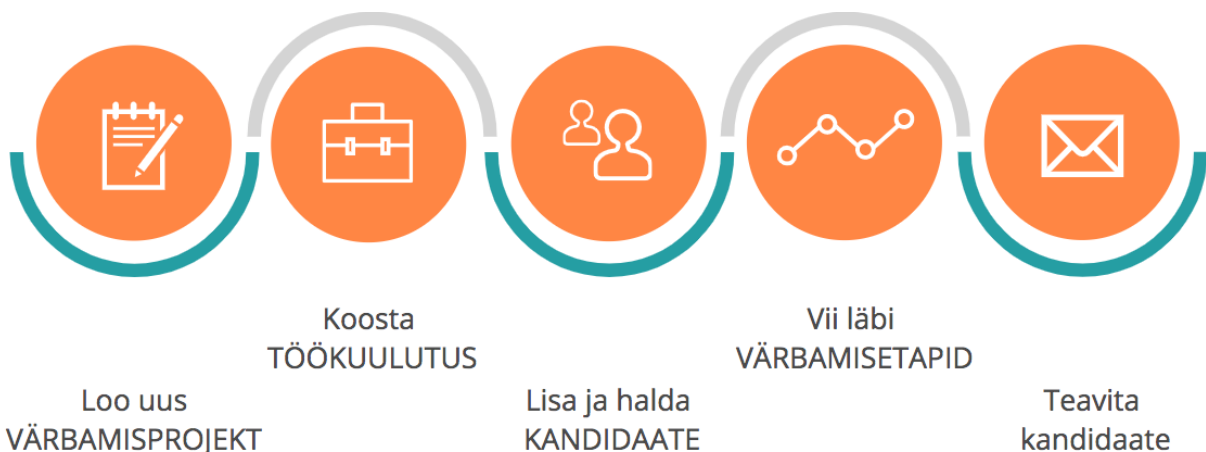 Loo uus
VÄRBAMISPROJEKT
Koosta
TÖÖKUULUTUS
Lisa ja halda
KANDIDAATE
Vii läbi
VÄRBAMISETAPID
Teavita
kandidaate